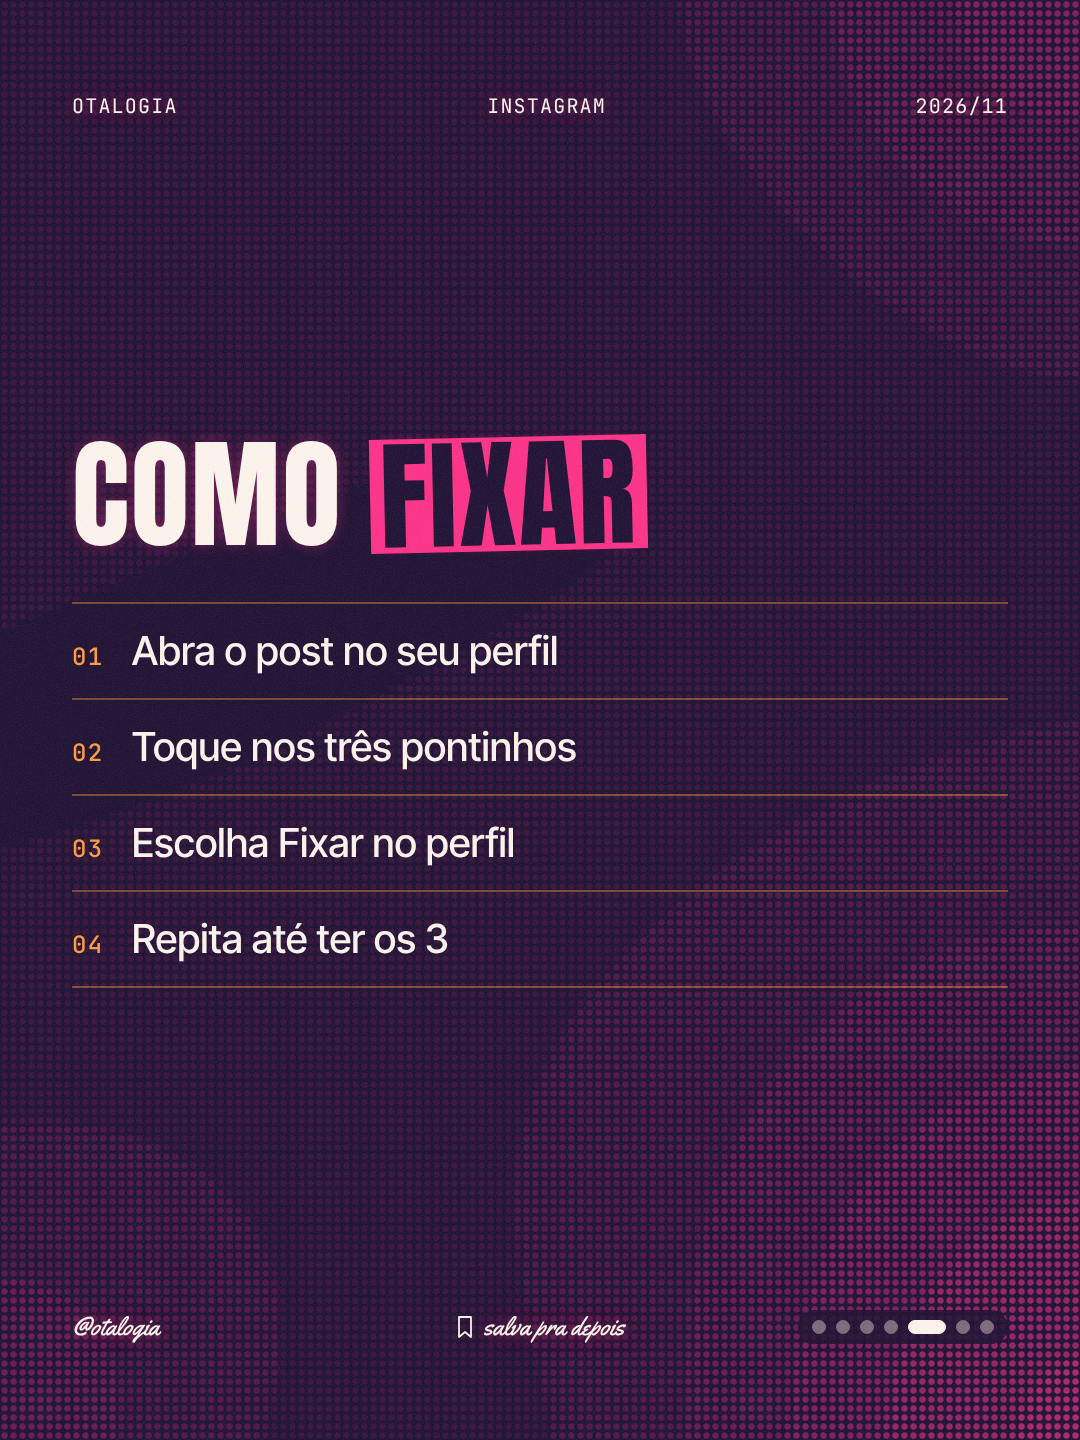 OTALOGIA INSTAGRAM 2026/11
COMO FIXAR
01 Abra o post no seu perfil
02 Toque nos três pontinhos
03 Escolha Fixar no perfil
04 Repita até ter os 3
@otalogia salva pra depois